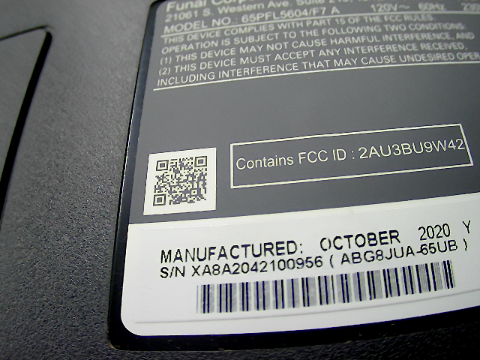 Funai Cor
21061 S. Western Ave. Suite
MODEL NO.: 65PFL5604/F7 A 120V~ 60Hz
THIS DEVICE COMPLIES WITH PART 15 OF THE FCC RULES
OPERATION IS SUBJECT TO THE FOLLOWING TWO CONDITIONS
(1) THIS DEVICE MAY NOT CAUSE HARMFUL INTERFERENCE, AND
(2) THIS DEVICE MUST ACCEPT ANY INTERFERENCE
INCLUDING INTERFERENCE THAT MAY CAUSE UNDESIRED OPER
Contains FCC ID : 2AU3BU9W42
MANUFACTURED: OCTOBER 2020 Y
S/N XA8A2042100956 ( ABG8JUA-65UB )